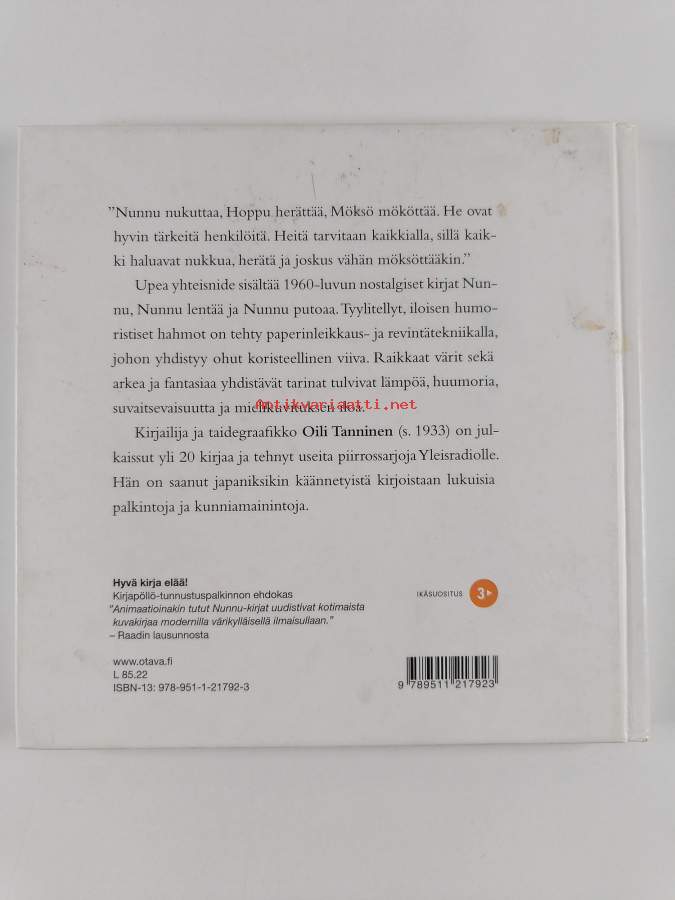 ”Nunnu nukuttaa, Hoppu herättää, Möksö mököttää. He ovat
hyvin tärkeitä henkilöitä. Heitä tarvitaan kaikkialla, sillä kaik-
ki haluavat nukkua, herätä ja joskus vähän möksöttääkin.”
Upea yhteisnide sisältää 1960-luvun nostalgiset kirjat Nun-
nu, Nunnu lentää ja Nunnu putoaa. Tyylitellyt, iloisen humo-
ristiset hahmot on tehty paperinleikkaus- ja revintätekniikalla,
johon yhdistyy ohut koristeellinen viiva. Raikkaat värit sekä
arkea ja fantasiaa yhdistävät tarinat tulvivat lämpöä, huumoria,
suvaitsevaisuutta ja mielikuvituksen iloa.
Antikvariaatti.net
Kirjailija ja taidegraafikko Oili Tanninen (s. 1933) on jul-
kaissut yli 20 kirjaa ja tehnyt useita piirrossarjoja Yleisradiolle.
Hän on saanut japaniksikin käännetyistä kirjoistaan lukuisia
palkintoja ja kunniamainintoja.
Hyvä kirja elää!
Kirjapöllö-tunnustuspalkinnon ehdokas
”Animaatioinakin tutut Nunnu-kirjat uudistivat kotimaista
kuvakirjaa modernilla värikylläisellä ilmaisullaan.”
– Raadin lausunnosta
IKÄSUOSITUS 3
www.otava.fi
L 85.22
ISBN-13: 978-951-1-21792-3
9 789511 217923